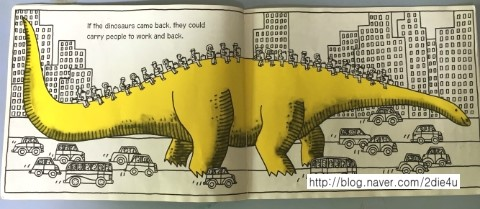 If the dinosaurs came back, they could
carry people to work and back.
http://blog.naver.com/2die4u